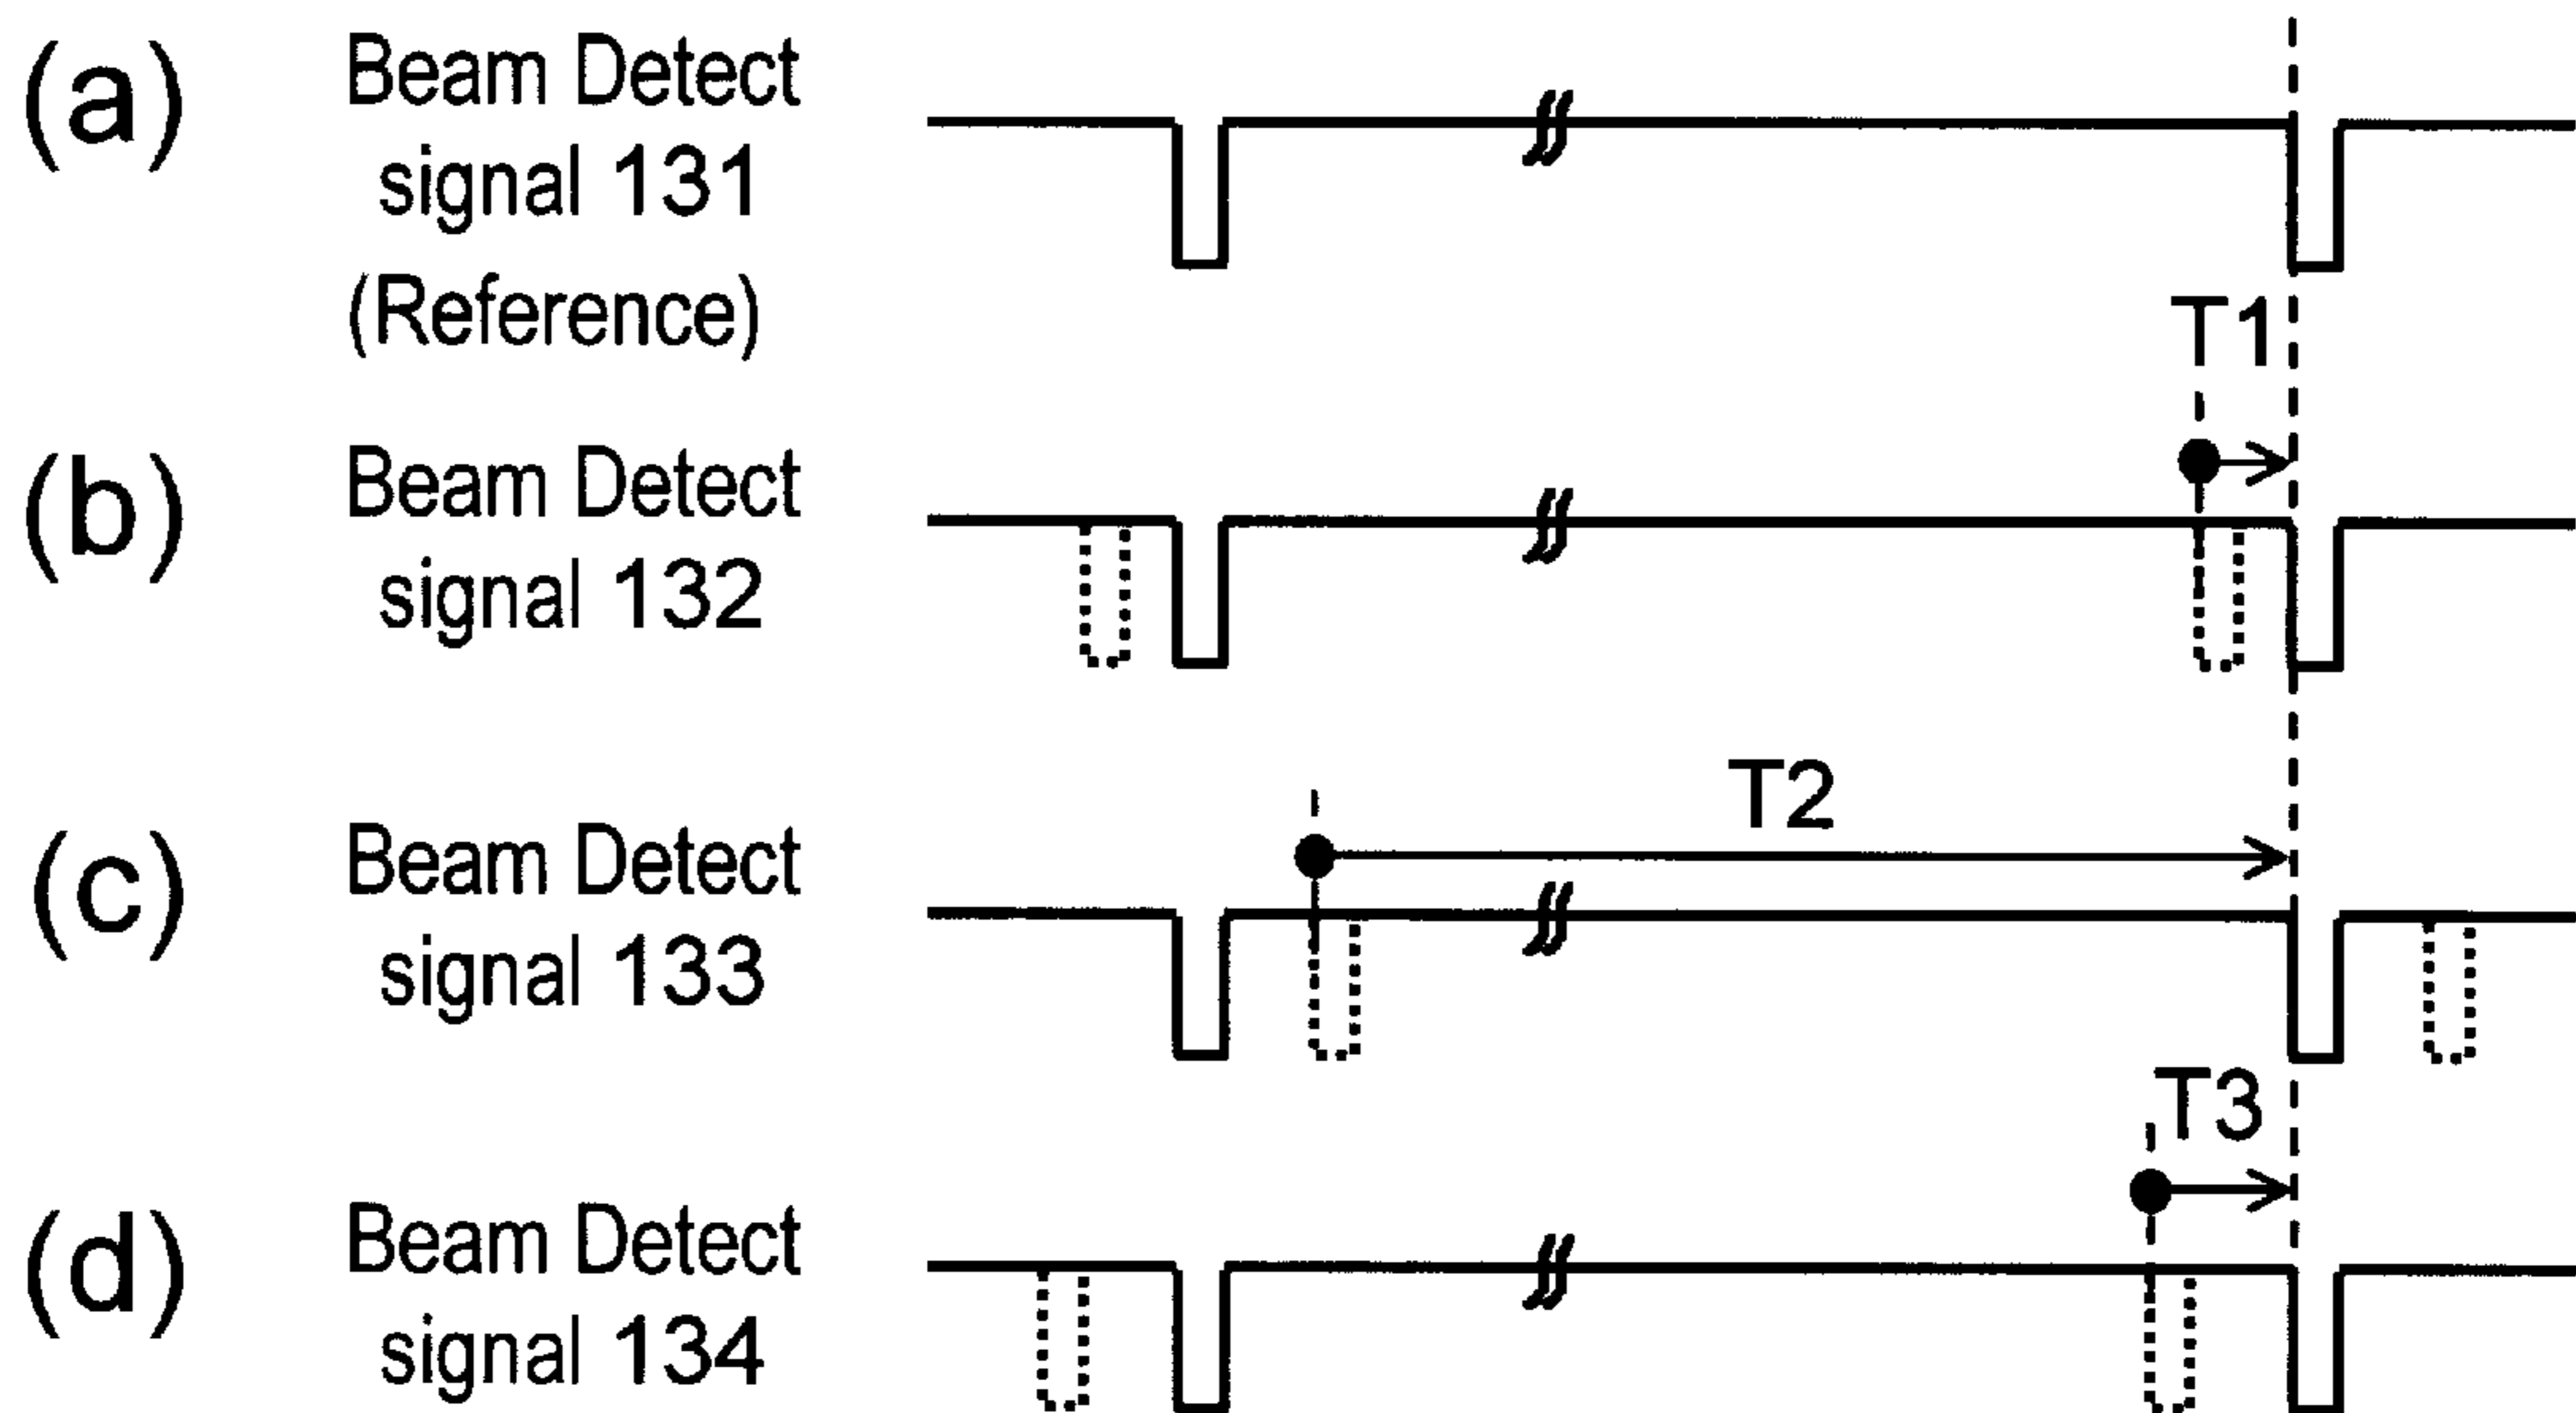 (a)
Beam Detect
signal 131
(Reference)
T1
(b)
Beam Detect
signal 132
T2
(c)
Beam Detect
signal 133
T3
(d)
Beam Detect
signal 134